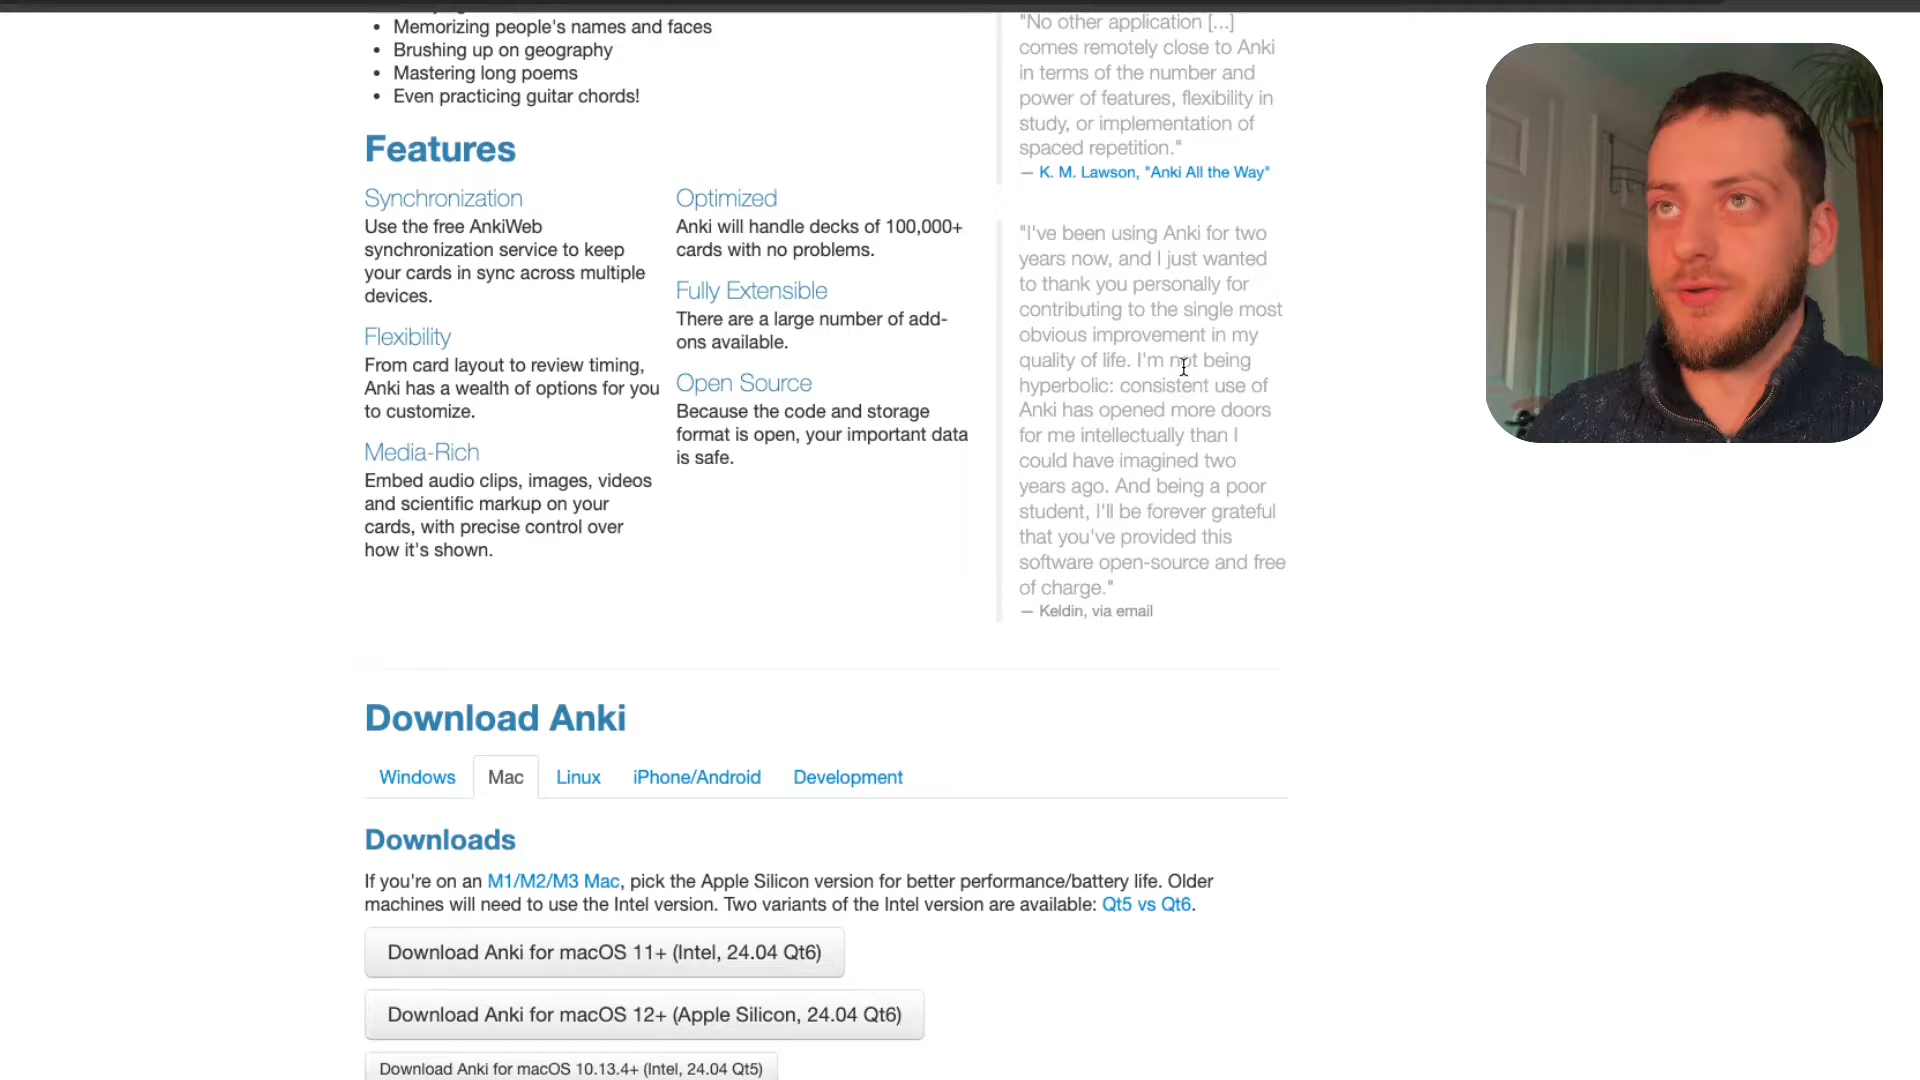 • Memorizing people's names and faces
• Brushing up on geography
• Mastering long poems
• Even practicing guitar chords!
Features
Synchronization
Use the free AnkiWeb
synchronization service to keep
your cards in sync across multiple
devices.
Flexibility
From card layout to review timing,
Anki has a wealth of options for you
to customize.
Media-Rich
Embed audio clips, images, videos
and scientific markup on your
cards, with precise control over
how it's shown.
Optimized
Anki will handle decks of 100,000+
cards with no problems.
Fully Extensible
There are a large number of add-
ons available.
Open Source
Because the code and storage
format is open, your important data
is safe.
"No other application [...]
comes remotely close to Anki
in terms of the number and
power of features, flexibility in
study, or implementation of
spaced repetition."
— K. M. Lawson, "Anki All the Way"
"I've been using Anki for two
years now, and I just wanted
to thank you personally for
contributing to the single most
obvious improvement in my
quality of life. I'm not being
hyperbolic: consistent use of
Anki has opened more doors
for me intellectually than I
could have imagined two
years ago. And being a poor
student, I'll be forever grateful
that you've provided this
software open-source and free
of charge."
— Keldin, via email
Download Anki
Windows Mac Linux iPhone/Android Development
Downloads
If you're on an M1/M2/M3 Mac, pick the Apple Silicon version for better performance/battery life. Older
machines will need to use the Intel version. Two variants of the Intel version are available: Qt5 vs Qt6.
Download Anki for macOS 11+ (Intel, 24.04 Qt6)
Download Anki for macOS 12+ (Apple Silicon, 24.04 Qt6)
Download Anki for macOS 10.13.4+ (Intel, 24.04 Qt5)